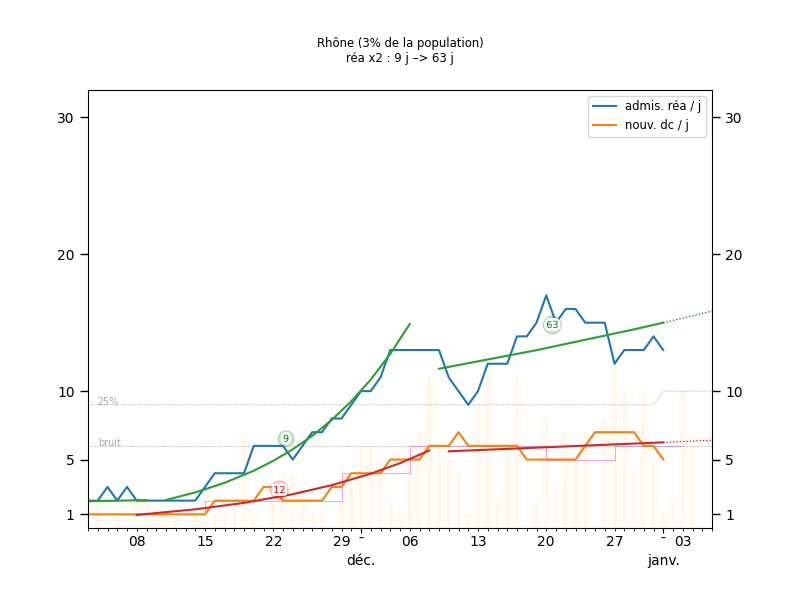 Rhône (3% de la population)
réa x2 : 9 j –> 63 j
admis. réa / j
nouv. dc / j
30 30
20 20
10 10
5 5
1 1
25%
bruit
9
12
63
08 15 22 29 - 06 13 20 27 - 03
déc. janv.